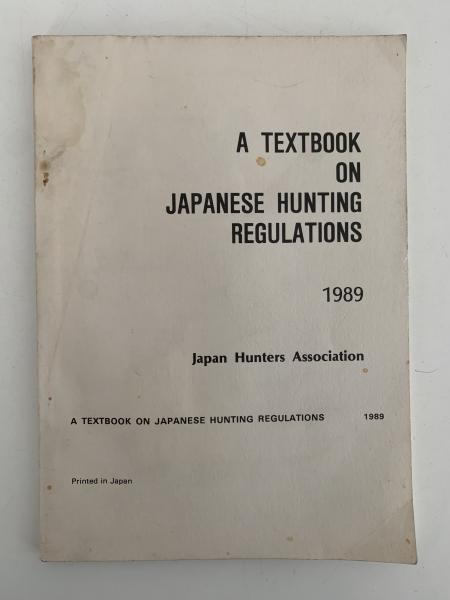 A TEXTBOOK
ON
JAPANESE HUNTING
REGULATIONS
1989
Japan Hunters Association
A TEXTBOOK ON JAPANESE HUNTING REGULATIONS 1989
Printed in Japan